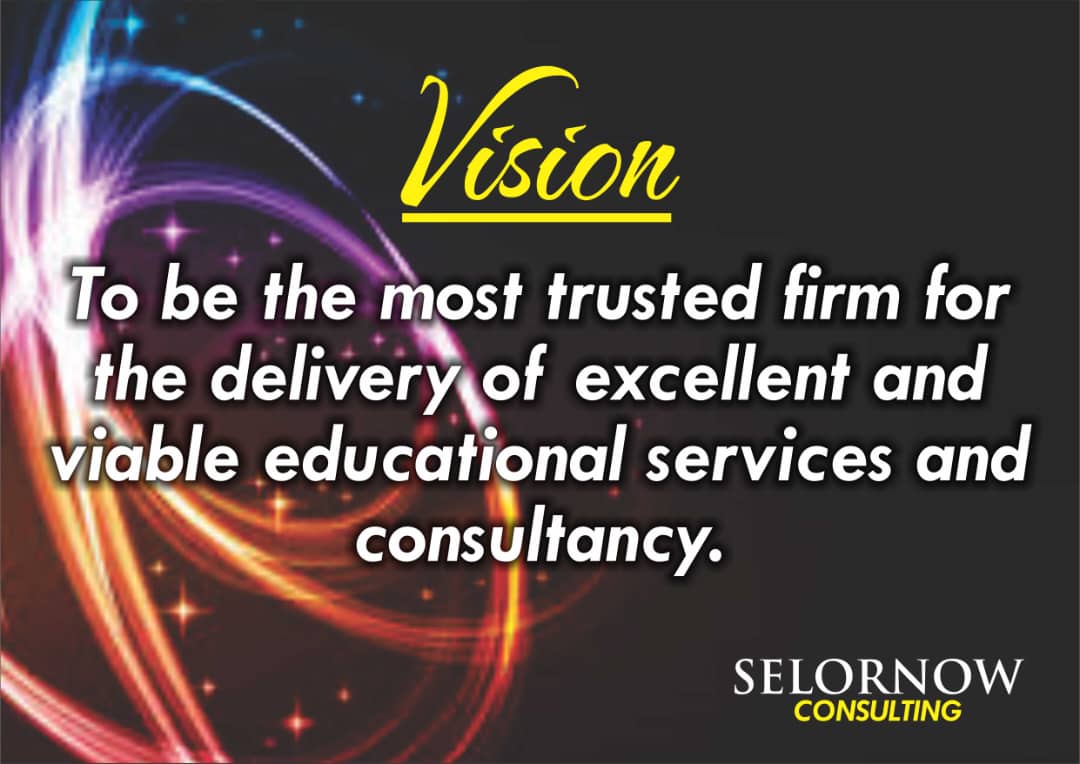 Vision
To be the most trusted firm for
the delivery of excellent and
viable educational services and
consultancy.
SELORNOW
CONSULTING